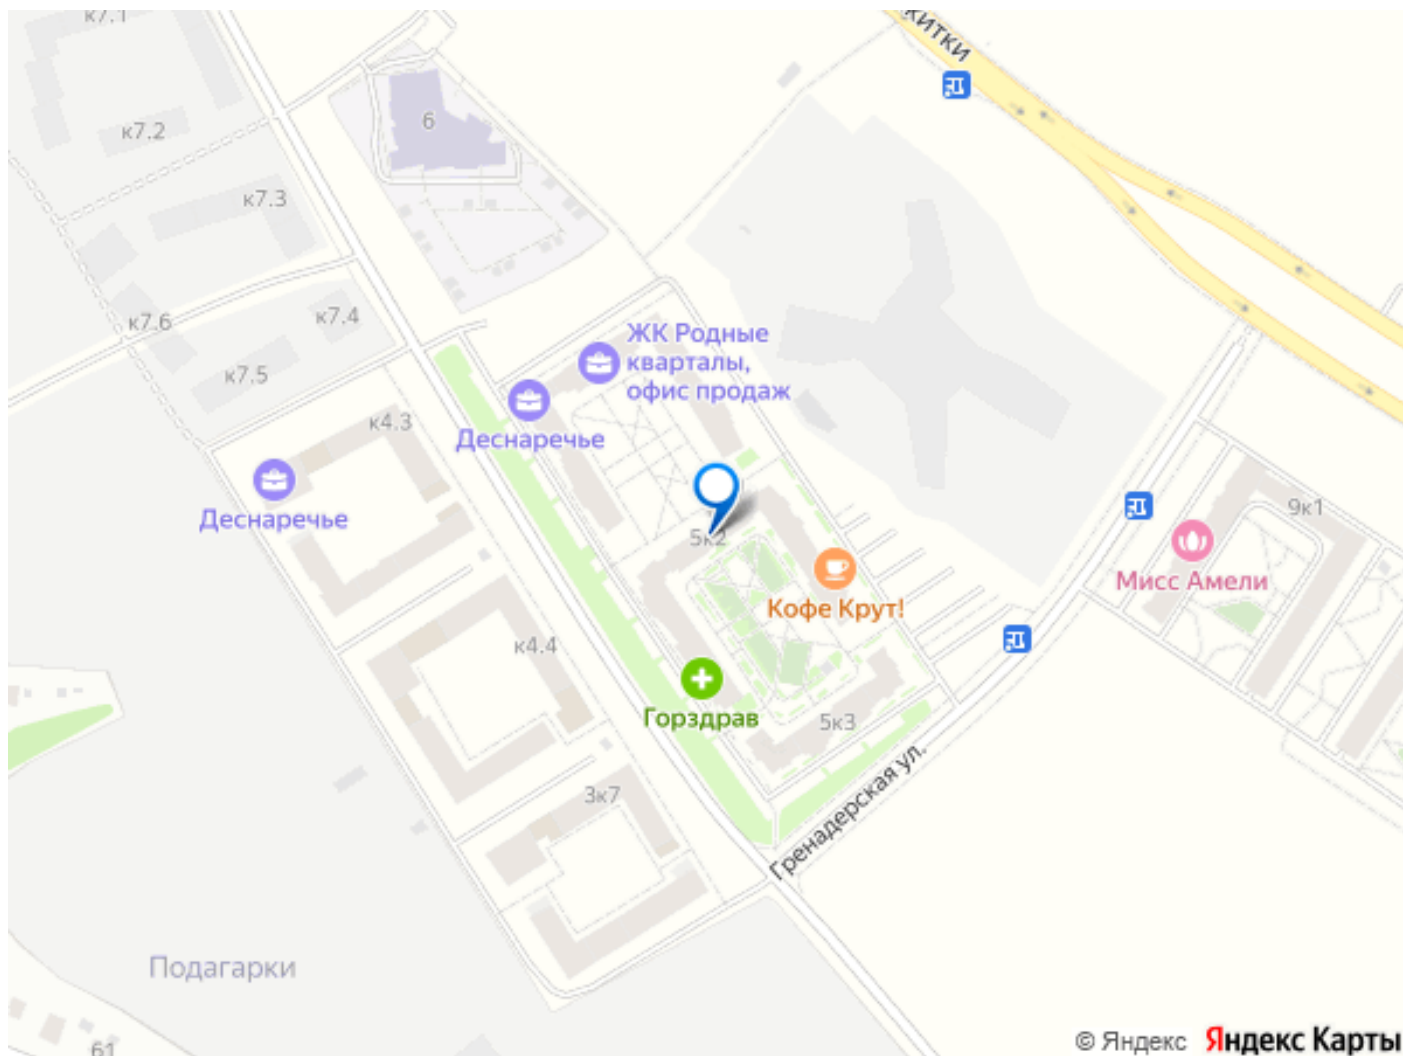 к7.1
китки
к7.2
6
к7.3
к7.6
к7.4
ЖК Родные
кварталы,
офис продаж
к7.5
Деснаречье
к4.3
Деснаречье
5к2
9к1
Мисс Амели
Кофе Крут!
к4.4
Горздрав
5к3
Гренадерская ул.
3к7
Подагарки
61
© Яндекс Яндекс Карты